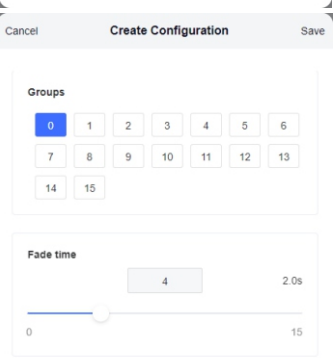 Cancel Create Configuration Save
Groups
0 1 2 3 4 5 6
7 8 9 10 11 12 13
14 15
Fade time
4 2.0s
0 15